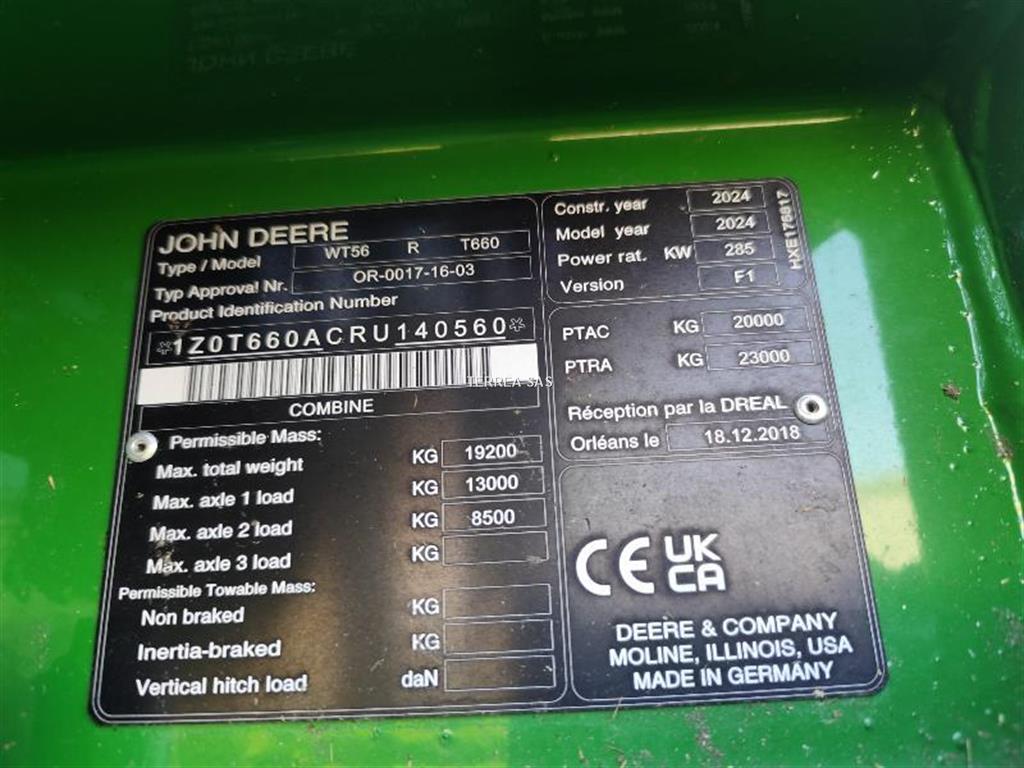 JOHN DEERE
Type / Model WT56 R T660
Typ Approval Nr. OR-0017-16-03
Product Identification Number
*1Z0T660ACRU140560*
COMBINE
Permissible Mass:
Max. total weight KG 19200
Max. axle 1 load KG 13000
Max. axle 2 load KG 8500
Max. axle 3 load KG
Permissible Towable Mass:
Non braked KG
Inertia-braked KG
Vertical hitch load daN
Constr. year 2024
Model year 2024
Power rat. KW 285
Version F1
HXE175817
PTAC KG 20000
PTRA KG 23000
Réception par la DREAL
Orléans le 18.12.2018
CE UK
CA
DEERE & COMPANY
MOLINE, ILLINOIS, USA
MADE IN GERMANY
TERREA SAS